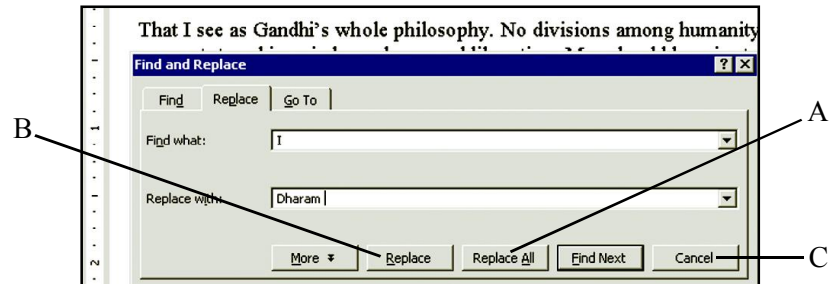 That I see as Gandhi's whole philosophy. No divisions among humanity
Find and Replace
Find Replace Go To
B
A
1
Find what: I
Replace with: Dharam
More Replace Replace All Find Next Cancel
C
2